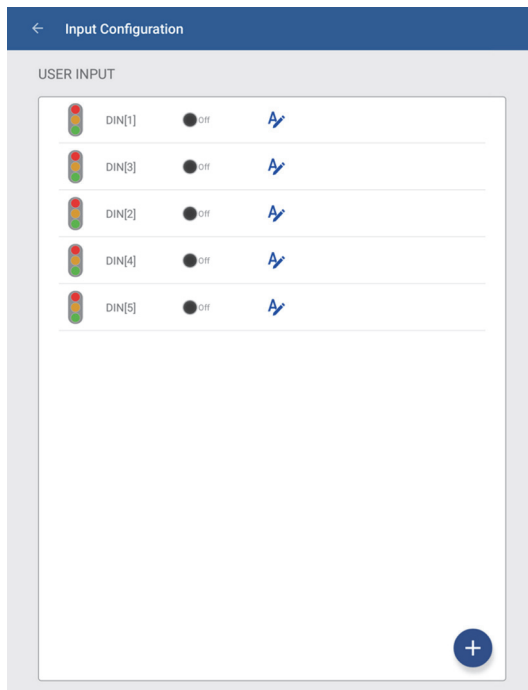 Input Configuration
USER INPUT
DIN[1] Off
DIN[3] Off
DIN[2] Off
DIN[4] Off
DIN[5] Off